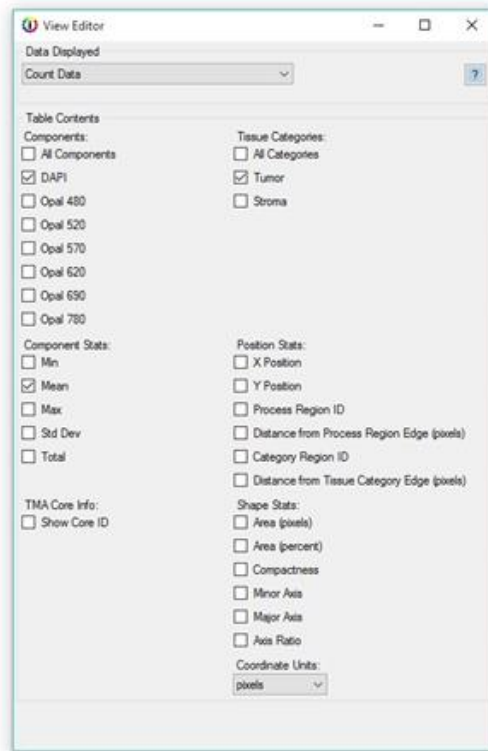 View Editor
Data Displayed
Count Data
?
Table Contents
Components:
All Components
DAPI
Opal 480
Opal 520
Opal 570
Opal 620
Opal 690
Opal 780
Tissue Categories:
All Categories
Tumor
Stroma
Component Stats:
Min
Mean
Max
Std Dev
Total
Position Stats:
X Position
Y Position
Process Region ID
Distance from Process Region Edge (pixels)
Category Region ID
Distance from Tissue Category Edge (pixels)
TMA Core Info:
Show Core ID
Shape Stats:
Area (pixels)
Area (percent)
Compactness
Minor Axis
Major Axis
Axis Ratio
Coordinate Units:
pixels